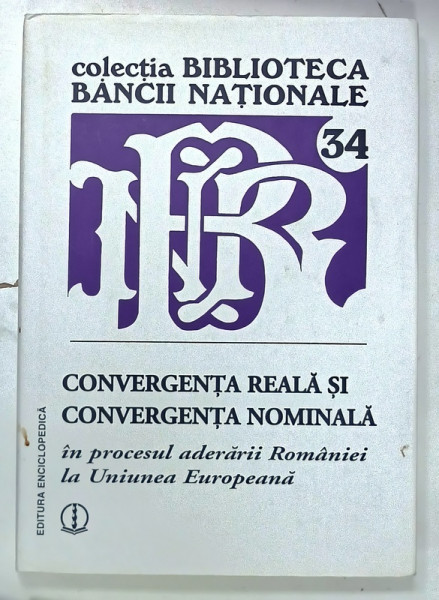 colecția BIBLIOTECA
BĂNCII NAȚIONALE
34
BNR
CONVERGENȚA REALĂ ȘI
CONVERGENȚA NOMINALĂ
în procesul aderării României
la Uniunea Europeană
EDITURA ENCICLOPEDICĂ